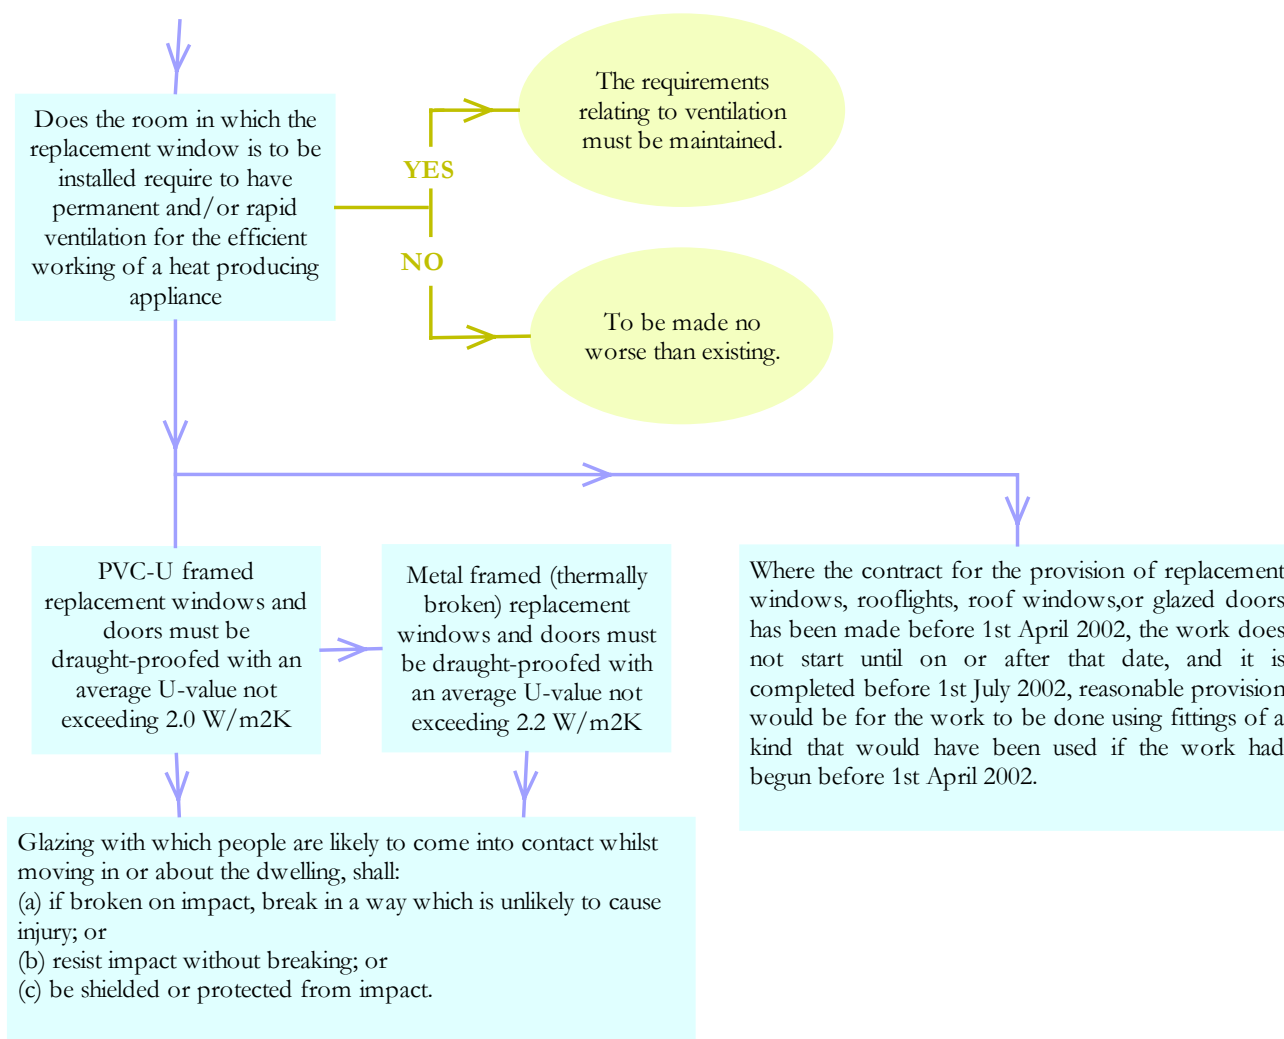 Does the room in which the
replacement window is to be
installed require to have
permanent and/or rapid
ventilation for the efficient
working of a heat producing
appliance
YES
The requirements
relating to ventilation
must be maintained.
NO
To be made no
worse than existing.
PVC-U framed
replacement windows and
doors must be
draught-proofed with an
average U-value not
exceeding 2.0 W/m2K
Metal framed (thermally
broken) replacement
windows and doors must
be draught-proofed with
an average U-value not
exceeding 2.2 W/m2K
Where the contract for the provision of replacement
windows, rooflights, roof windows,or glazed doors
has been made before 1st April 2002, the work does
not start until on or after that date, and it is
completed before 1st July 2002, reasonable provision
would be for the work to be done using fittings of a
kind that would have been used if the work had
begun before 1st April 2002.
Glazing with which people are likely to come into contact whilst
moving in or about the dwelling, shall:
(a) if broken on impact, break in a way which is unlikely to cause
injury; or
(b) resist impact without breaking; or
(c) be shielded or protected from impact.